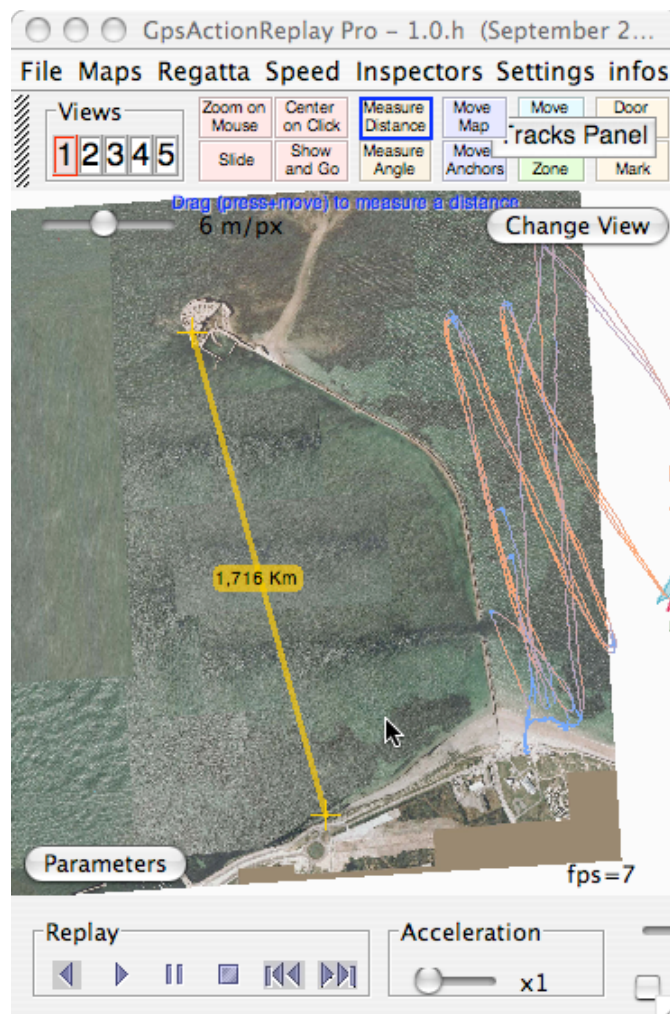 GpsActionReplay Pro – 1.0.h (September 2...
File Maps Regatta Speed Inspectors Settings infos
Views
1 2 3 4 5
Zoom on Mouse
Center on Click
Measure Distance
Move Map
Move
Door
Tracks Panel
Slide
Show and Go
Measure Angle
Move Anchors
Zone
Mark
Drag (press+move) to measure a distance
6 m/px
Change View
1,716 Km
Parameters
fps=7
Replay
Acceleration
x1